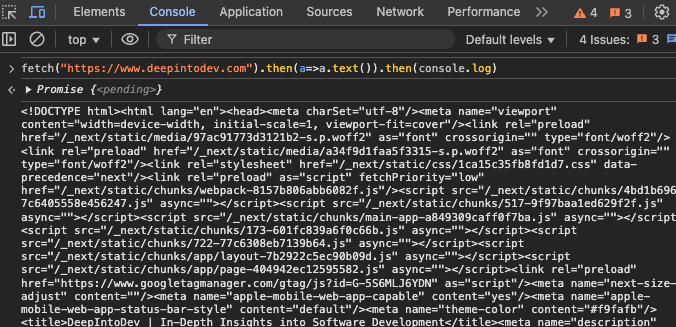 Elements Console Application Sources Network Performance 4 3
top Filter Default levels 4 Issues: 3
fetch("https://www.deepintodev.com").then(a=>a.text()).then(console.log)
Promise {<pending>}
<!DOCTYPE html><html lang="en"><head><meta charSet="utf-8"/><meta name="viewport"
content="width=device-width, initial-scale=1, viewport-fit=cover"/><link rel="preload"
href="/_next/static/media/97ac91773d3121b2-s.p.woff2" as="font" crossorigin="" type="font/woff2"/>
<link rel="preload" href="/_next/static/media/a34f9d1faa5f3315-s.p.woff2" as="font" crossorigin=""
type="font/woff2"/><link rel="stylesheet" href="/_next/static/css/1ca15c35fb8fd1d7.css" data-
precedence="next"/><link rel="preload" as="script" fetchPriority="low"
href="/_next/static/chunks/webpack-8157b806abb6082f.js"/><script src="/_next/static/chunks/4bd1b696-
7c6405558e456247.js" async=""></script><script src="/_next/static/chunks/517-9f97baa1ed629f2f.js"
async=""></script><script src="/_next/static/chunks/main-app-a849309caff0f7ba.js" async=""></script>
<script src="/_next/static/chunks/173-601fc839a6f0c66b.js" async=""></script><script
src="/_next/static/chunks/722-77c6308eb7139b64.js" async=""></script><script
src="/_next/static/chunks/app/layout-7b2922c5ec90b09d.js" async=""></script><script
src="/_next/static/chunks/app/page-404942ec12595582.js" async=""></script><link rel="preload"
href="https://www.googletagmanager.com/gtag/js?id=G-5S6MLJ6YDN" as="script"/><meta name="next-size-
adjust" content=""/><meta name="apple-mobile-web-app-capable" content="yes"/><meta name="apple-
mobile-web-app-status-bar-style" content="default"/><meta name="theme-color" content="#f9fafb"/>
<title>DeepIntoDev | In-Depth Insights into Software Development</title><meta name="description"